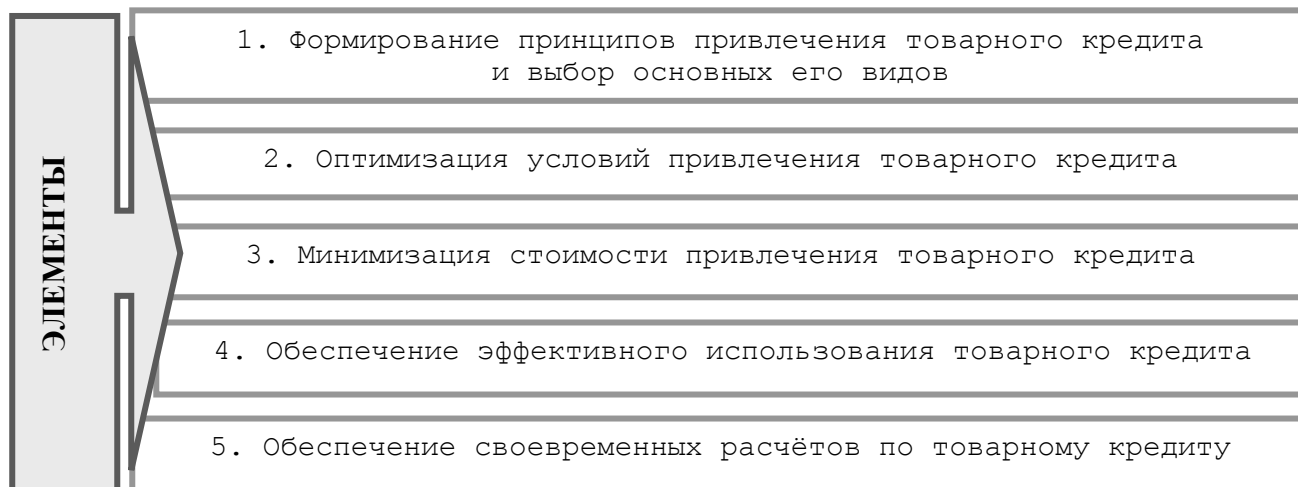 ЭЛЕМЕНТЫ
1. Формирование принципов привлечения товарного кредита
и выбор основных его видов
2. Оптимизация условий привлечения товарного кредита
3. Минимизация стоимости привлечения товарного кредита
4. Обеспечение эффективного использования товарного кредита
5. Обеспечение своевременных расчётов по товарному кредиту